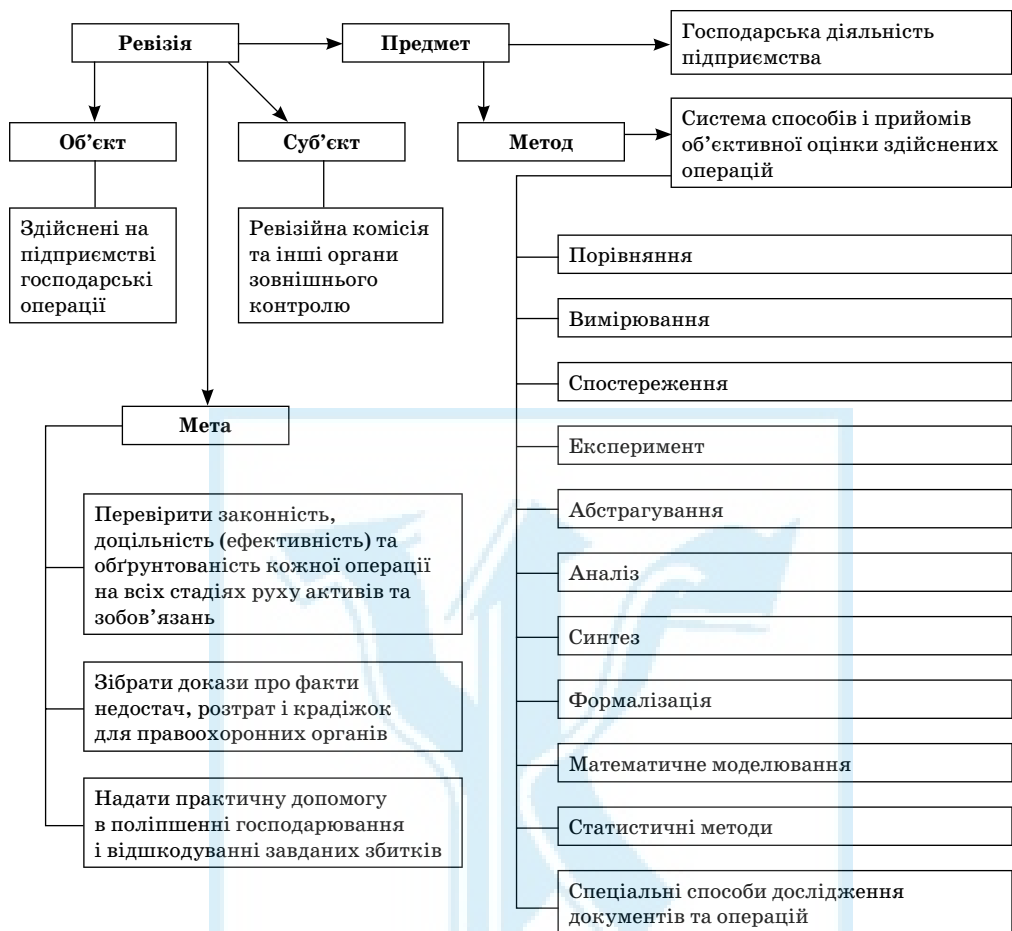 Ревізія
Предмет
Господарська діяльність
підприємства
Об’єкт
Суб’єкт
Метод
Система способів і прийомів
об’єктивної оцінки здійснених
операцій
Здійснені на
підприємстві
господарські
операції
Ревізійна комісія
та інші органи
зовнішнього
контролю
Порівняння
Вимірювання
Спостереження
Експеримент
Абстрагування
Аналіз
Синтез
Формалізація
Математичне моделювання
Статистичні методи
Спеціальні способи дослідження
документів та операцій
Мета
Перевірити законність,
доцільність (ефективність) та
обґрунтованість кожної операції
на всіх стадіях руху активів та
зобов’язань
Зібрати докази про факти
недостач, розтрат і крадіжок
для правоохоронних органів
Надати практичну допомогу
в поліпшенні господарювання
і відшкодуванні завданих збитків